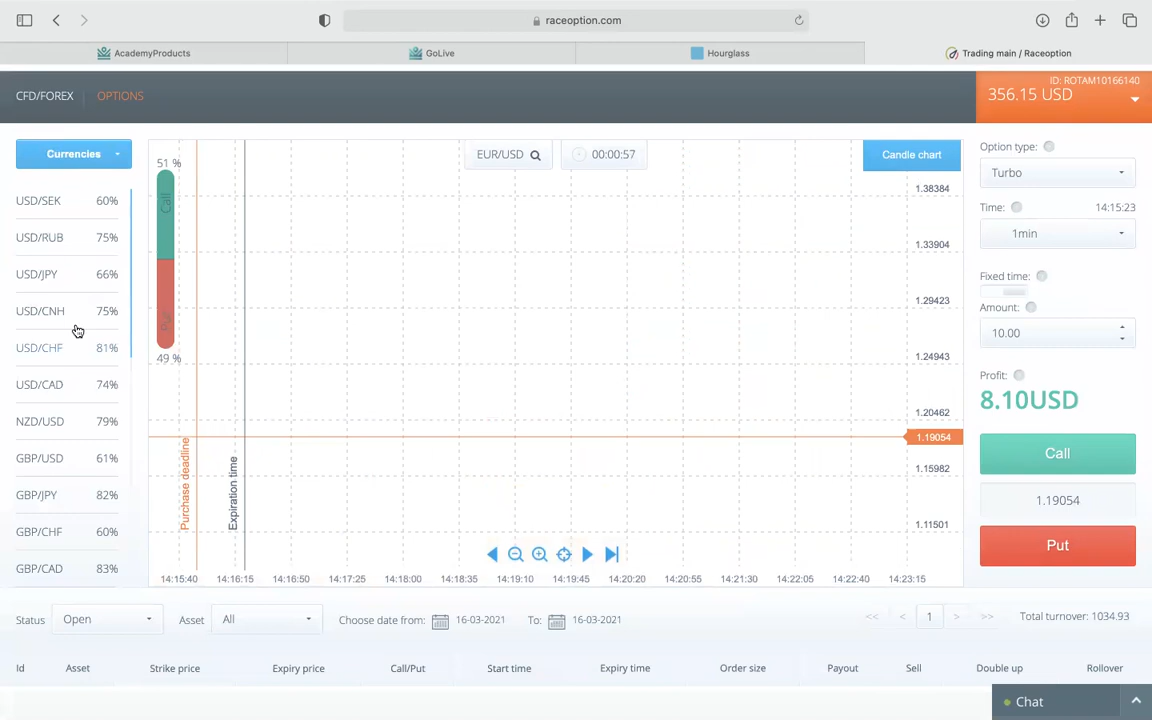 raceoption.com
AcademyProducts
GoLive
Hourglass
Trading main / Raceoption
CFD/FOREX
OPTIONS
ID: ROTAM10166140
356.15 USD
Currencies
USD/SEK 60%
USD/RUB 75%
USD/JPY 66%
USD/CNH 75%
USD/CHF 81%
USD/CAD 74%
NZD/USD 79%
GBP/USD 61%
GBP/JPY 82%
GBP/CHF 60%
GBP/CAD 83%
51 %
Call
Put
49 %
EUR/USD
00:00:57
Candle chart
1.38384
1.33904
1.29423
1.24943
1.20462
1.19054
1.15982
1.11501
Purchase deadline
Expiration time
14:15:40 14:16:15 14:16:50 14:17:25 14:18:00 14:18:35 14:19:10 14:19:45 14:20:20 14:20:55 14:21:30 14:22:05 14:22:40 14:23:15
Option type:
Turbo
Time: 14:15:23
1min
Fixed time:
Amount:
10.00
Profit:
8.10USD
Call
1.19054
Put
Status Open Asset All Choose date from: 16-03-2021 To: 16-03-2021 << < 1 > >> Total turnover: 1034.93
Id Asset Strike price Expiry price Call/Put Start time Expiry time Order size Payout Sell Double up Rollover
Chat